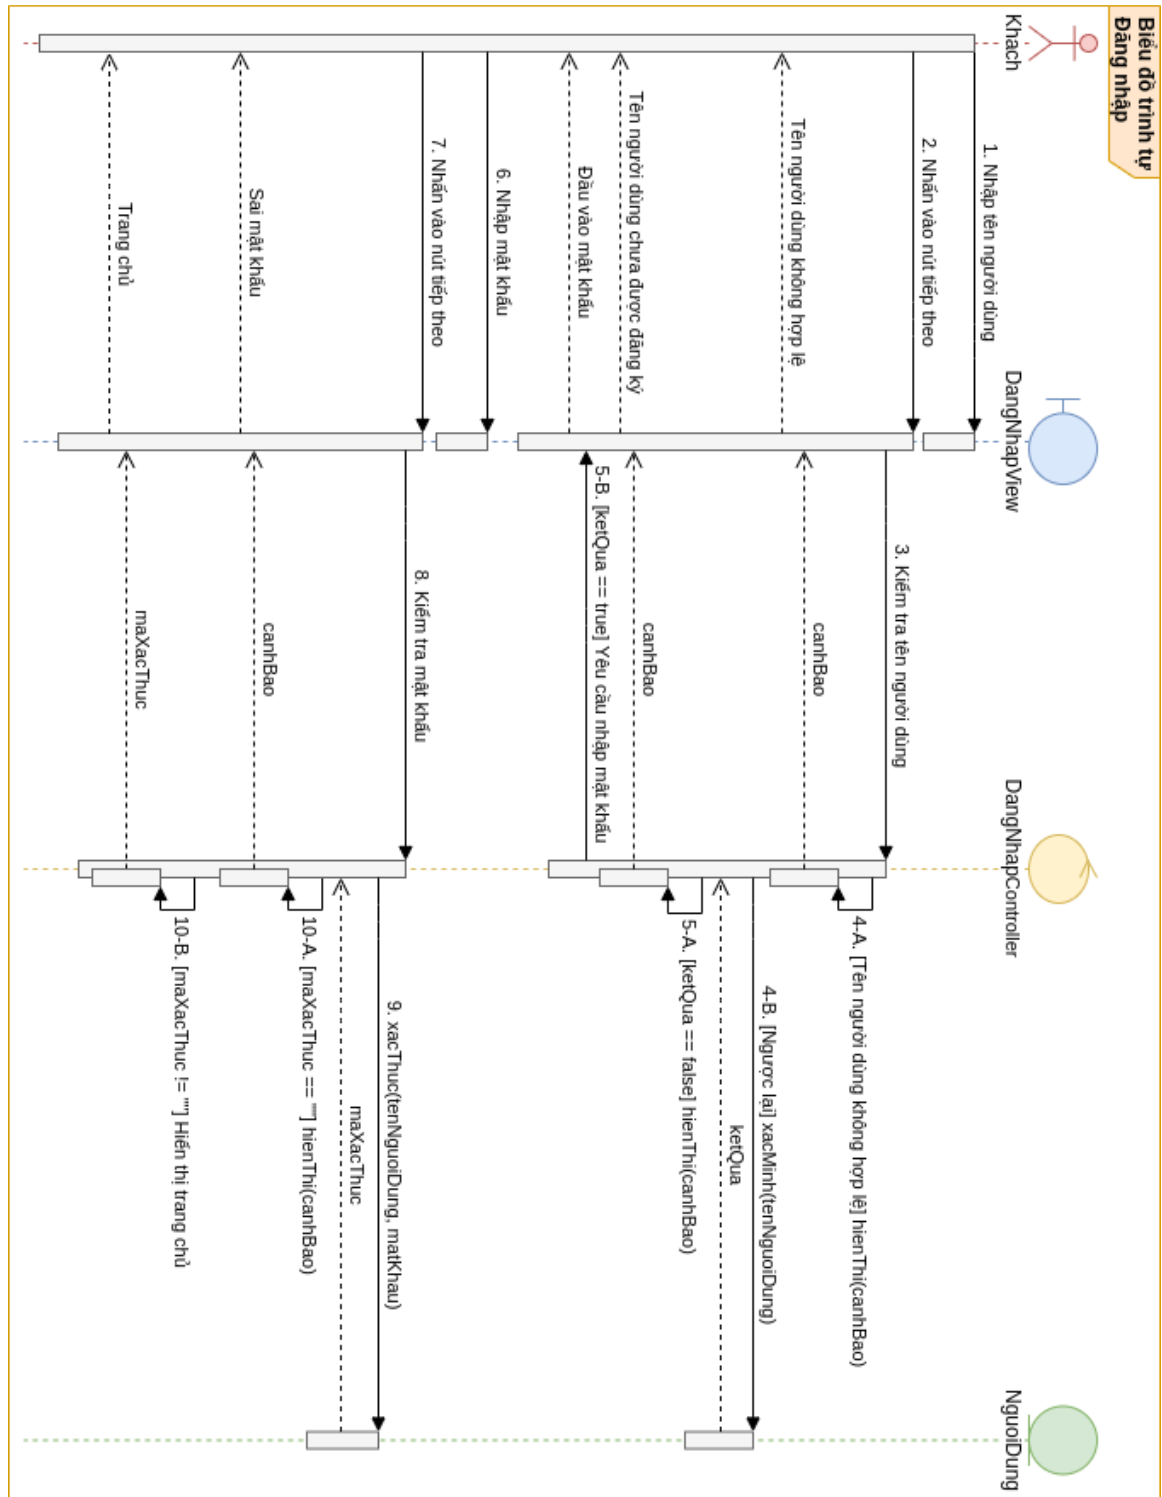 Biểu đồ trình tự
Đăng nhập
Khach
DangNhapView
DangNhapController
NguoiDung
1. Nhập tên người dùng
2. Nhấn vào nút tiếp theo
3. Kiểm tra tên người dùng
4-A. [Tên người dùng không hợp lệ] hienThi(canhBao)
canhBao
Tên người dùng không hợp lệ
4-B. [Ngược lại] xacMinh(tenNguoiDung)
ketQua
5-A. [ketQua == false] hienThi(canhBao)
canhBao
Tên người dùng chưa được đăng ký
5-B. [ketQua == true] Yêu cầu nhập mật khẩu
Đầu vào mật khẩu
6. Nhập mật khẩu
7. Nhấn vào nút tiếp theo
8. Kiểm tra mật khẩu
9. xacThuc(tenNguoiDung, matKhau)
maXacThuc
10-A. [maXacThuc == ""] hienThi(canhBao)
canhBao
Sai mật khẩu
10-B. [maXacThuc != ""] Hiển thị trang chủ
maXacThuc
Trang chủ